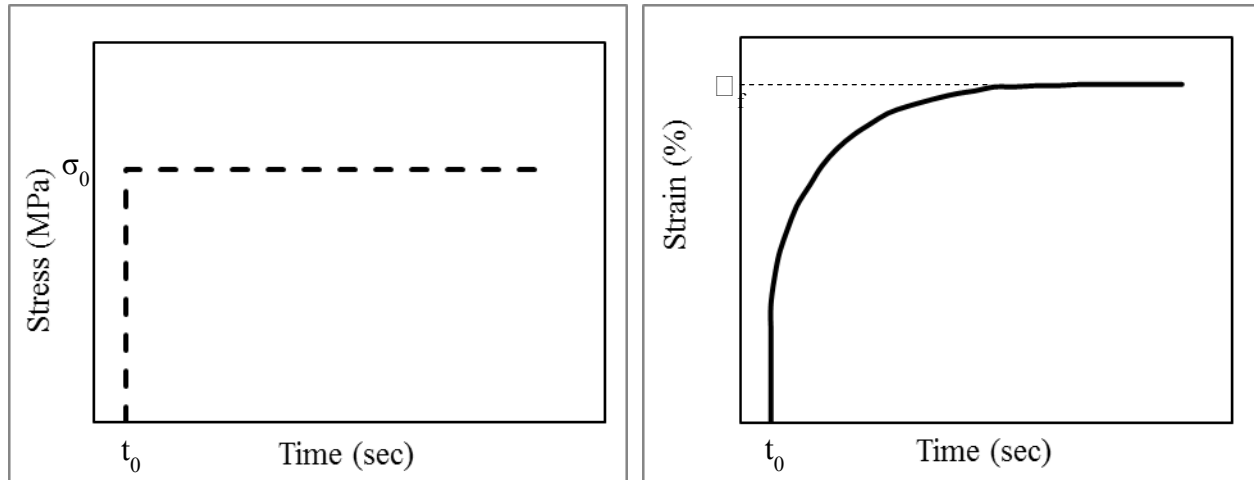 Stress (MPa)
σ0
t0
Time (sec)
Strain (%)
f
t0
Time (sec)